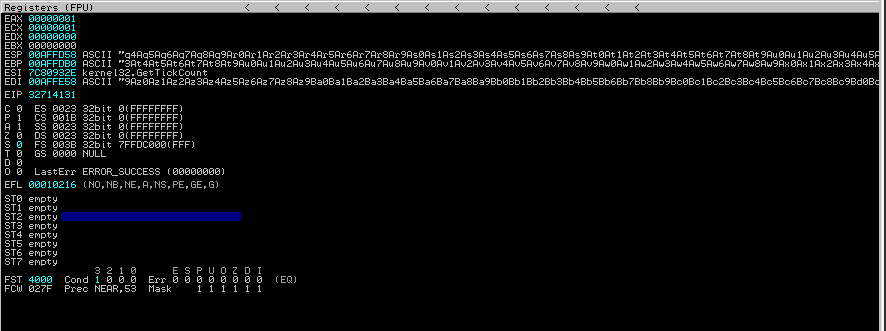 Registers (FPU) < < < < < < < < < < < < < <
EAX 00000001
ECX 00000001
EDX 00000000
EBX 00000000
ESP 00AFFD58 ASCII "q4Aq5Aq6Aq7Aq8Aq9Ar0Ar1Ar2Ar3Ar4Ar5Ar6Ar7Ar8Ar9As0As1As2As3As4As5As6As7As8As9At0At1At2At3At4At5At6At7At8At9Au0Au1Au2Au3Au4Au5A
EBP 00AFFDB0 ASCII "3At4At5At6At7At8At9Au0Au1Au2Au3Au4Au5Au6Au7Au8Au9Av0Av1Av2Av3Av4Av5Av6Av7Av8Av9Aw0Aw1Aw2Aw3Aw4Aw5Aw6Aw7Aw8Aw9Ax0Ax1Ax2Ax3Ax4Ax
ESI 7C80932E kernel32.GetTickCount
EDI 00AFFE58 ASCII "9Az0Az1Az2Az3Az4Az5Az6Az7Az8Az9Ba0Ba1Ba2Ba3Ba4Ba5Ba6Ba7Ba8Ba9Bb0Bb1Bb2Bb3Bb4Bb5Bb6Bb7Bb8Bb9Bc0Bc1Bc2Bc3Bc4Bc5Bc6Bc7Bc8Bc9Bd0Bc
EIP 32714131
C 0 ES 0023 32bit 0(FFFFFFFF)
P 1 CS 001B 32bit 0(FFFFFFFF)
A 1 SS 0023 32bit 0(FFFFFFFF)
Z 0 DS 0023 32bit 0(FFFFFFFF)
S 0 FS 003B 32bit 7FFDC000(FFF)
T 0 GS 0000 NULL
D 0
O 0 LastErr ERROR_SUCCESS (00000000)
EFL 00010216 (NO,NB,NE,A,NS,PE,GE,G)
ST0 empty
ST1 empty
ST2 empty
ST3 empty
ST4 empty
ST5 empty
ST6 empty
ST7 empty
3 2 1 0 E S P U O Z D I
FST 4000 Cond 1 0 0 0 Err 0 0 0 0 0 0 0 0 (EQ)
FCW 027F Prec NEAR,53 Mask 1 1 1 1 1 1